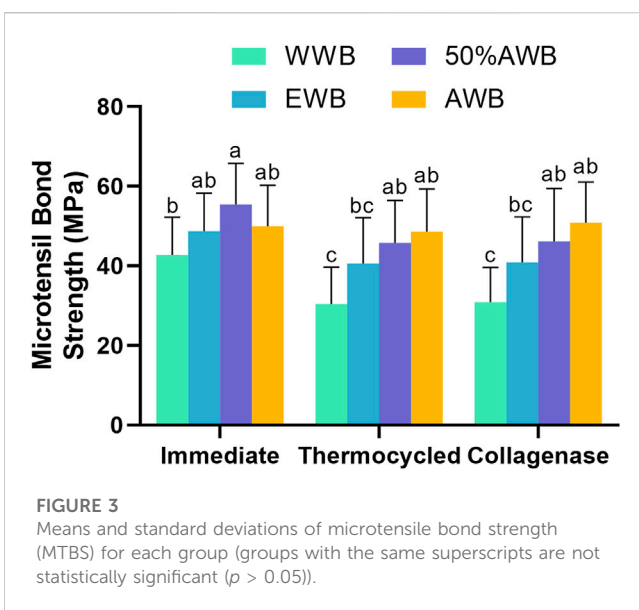 WWB 50%AWB
EWB AWB
Microtensil Bond
Strength (MPa)
80
60
40
20
0
b ab a ab
c bc ab ab
c bc ab ab
Immediate Thermocycled Collagenase
FIGURE 3
Means and standard deviations of microtensile bond strength
(MTBS) for each group (groups with the same superscripts are not
statistically significant (p > 0.05)).